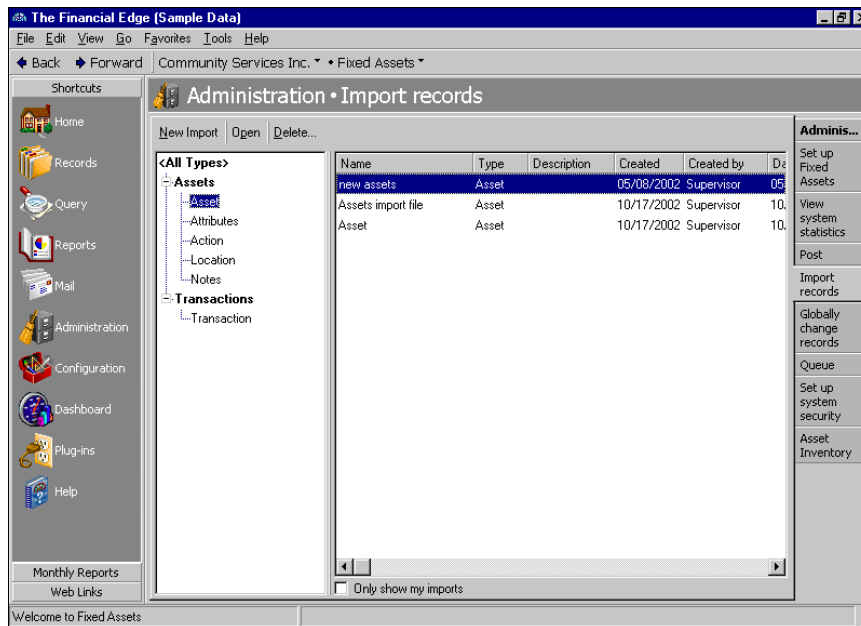 The Financial Edge (Sample Data)
File Edit View Go Favorites Tools Help
Back Forward Community Services Inc. • Fixed Assets
Shortcuts
Home
Records
Query
Reports
Mail
Administration
Configuration
Dashboard
Plug-ins
Help
Monthly Reports
Web Links
Administration • Import records
New Import Open Delete...
<All Types>
Assets
Asset
Attributes
Action
Location
Notes
Transactions
Transaction
Name Type Description Created Created by Da
new assets Asset 05/08/2002 Supervisor 05
Assets import file Asset 10/17/2002 Supervisor 10.
Asset Asset 10/17/2002 Supervisor 10.
Only show my imports
Adminis...
Set up
Fixed
Assets
View
system
statistics
Post
Import
records
Globally
change
records
Queue
Set up
system
security
Asset
Inventory
Welcome to Fixed Assets